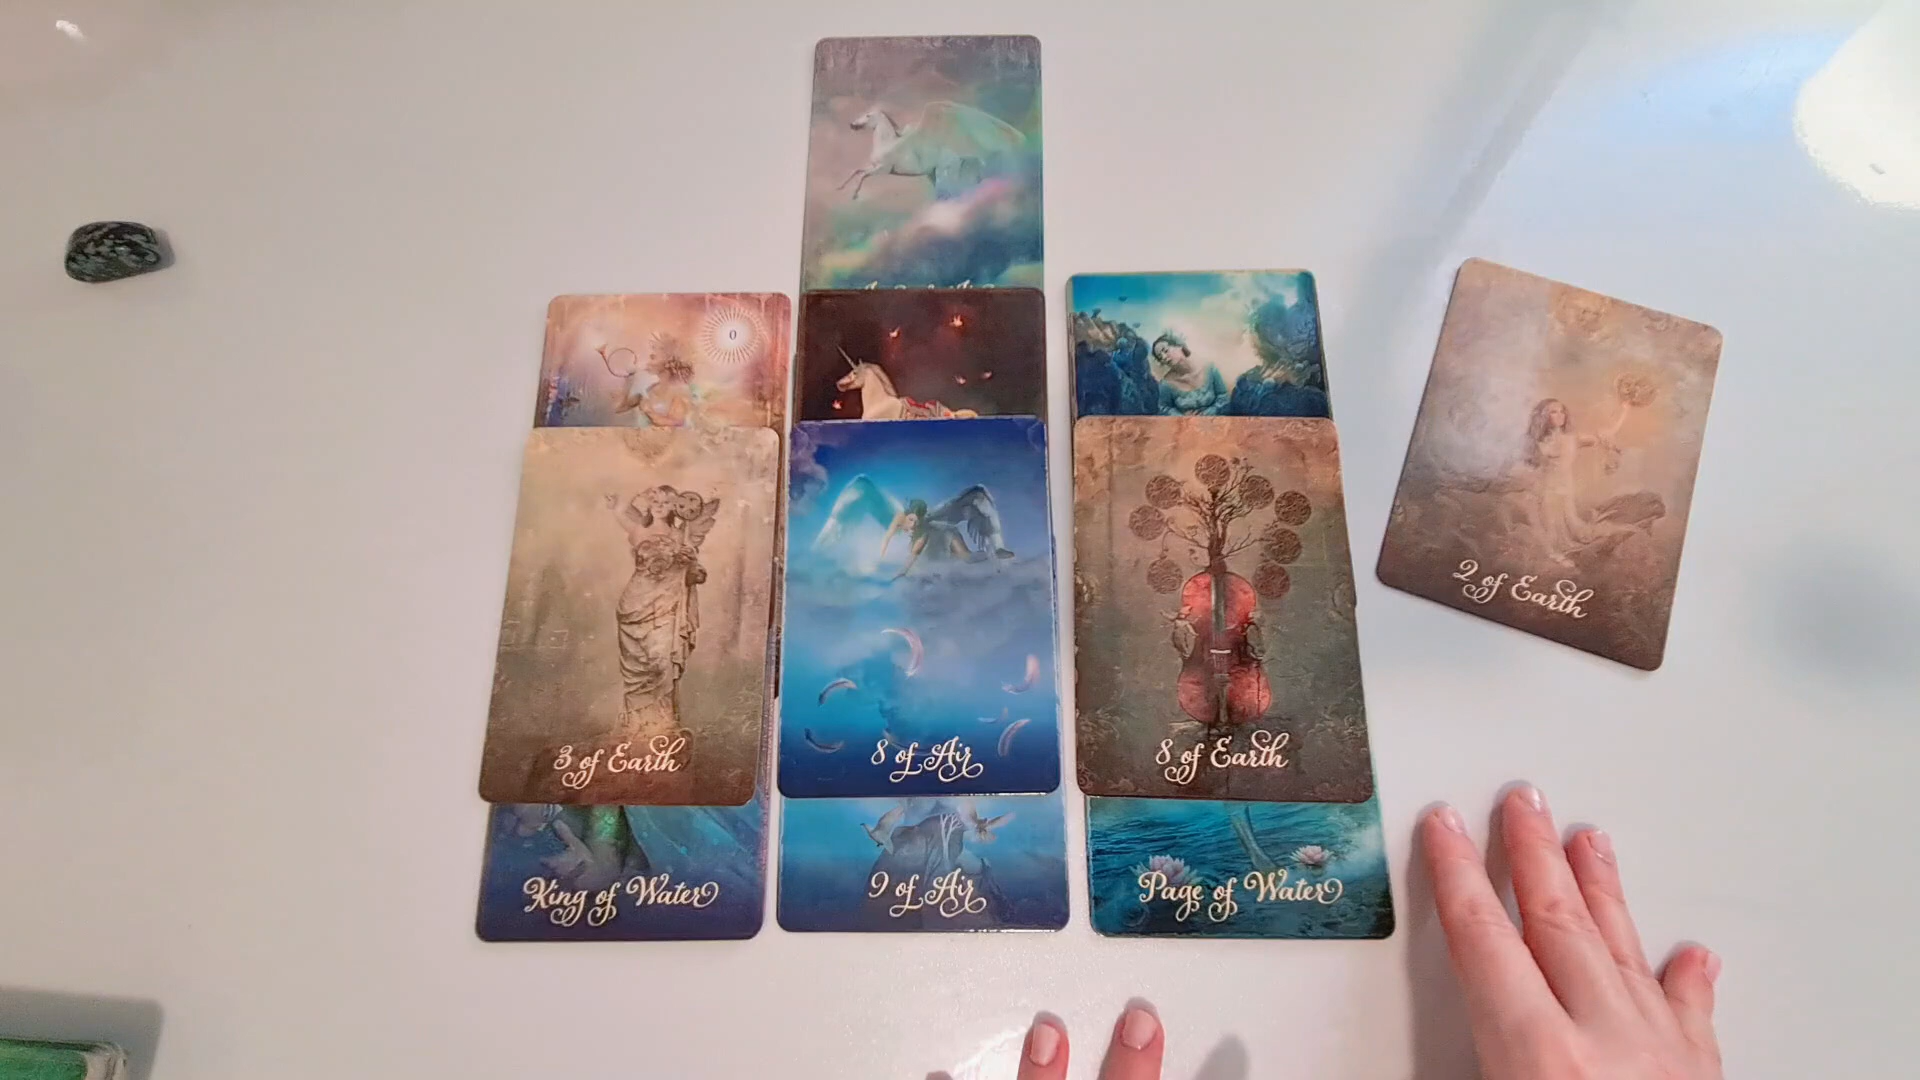 0
3 of Earth
8 of Air
8 of Earth
2 of Earth
King of Water
9 of Air
Page of Water